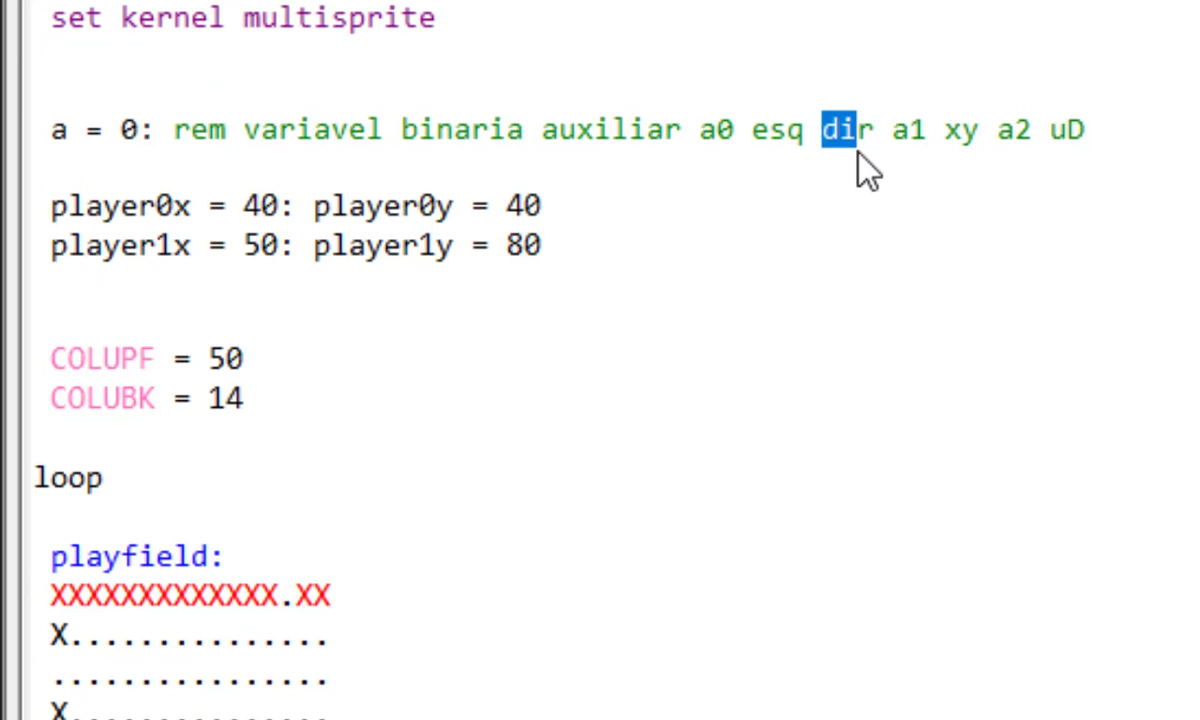 set kernel multisprite
a = 0: rem variavel binaria auxiliar a0 esq dir a1 xy a2 uD
player0x = 40: player0y = 40
player1x = 50: player1y = 80
COLUPF = 50
COLUBK = 14
loop
playfield:
XXXXXXXXXXXXX.XX
X...............
................
X...............